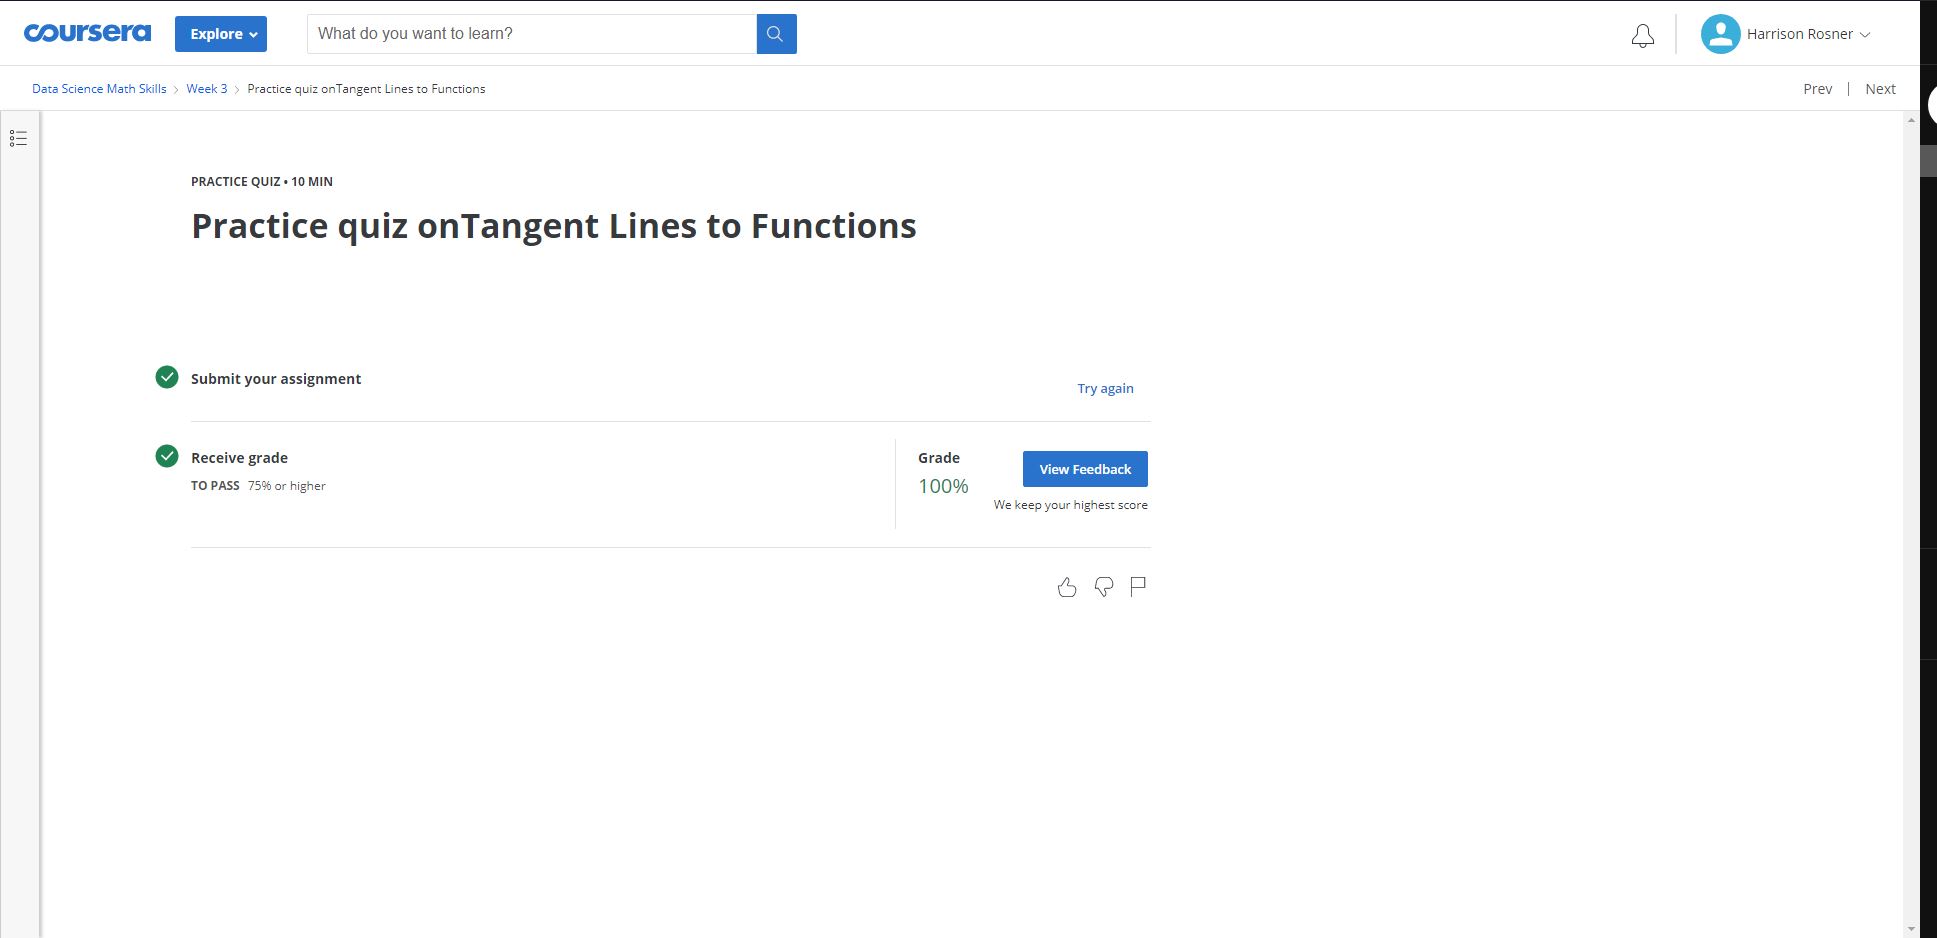 coursera Explore What do you want to learn? Harrison Rosner
Data Science Math Skills Week 3 Practice quiz onTangent Lines to Functions Prev | Next
PRACTICE QUIZ • 10 MIN
Practice quiz onTangent Lines to Functions
Submit your assignment
Try again
Receive grade
TO PASS 75% or higher
Grade
100%
View Feedback
We keep your highest score